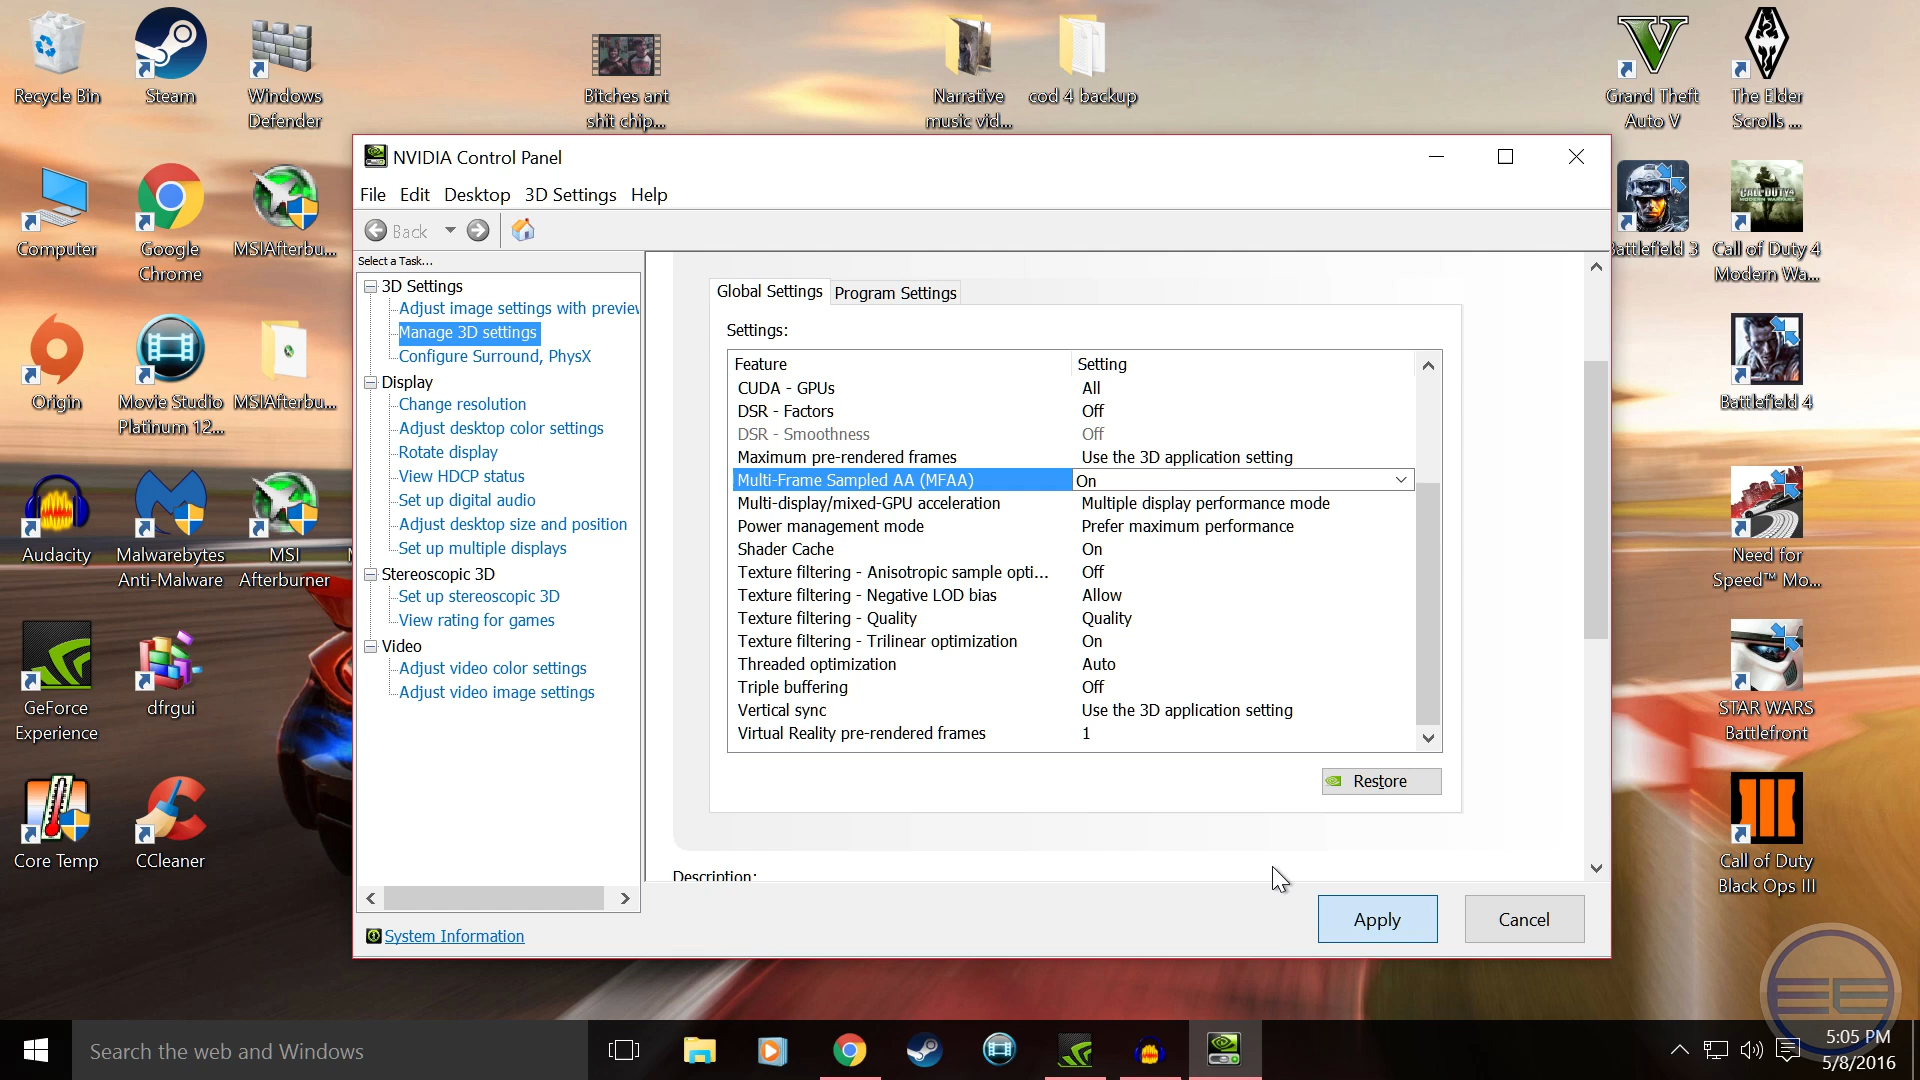 Recycle Bin
Steam
Windows
Defender
Bitches ant
shit chip...
Narrative
music vid...
cod 4 backup
Grand Theft
Auto V
The Elder
Scrolls ...
Computer
Google
Chrome
MSIAfterbu...
Battlefield 3
CALL OF DUTY 4
Call of Duty 4
Modern Wa...
Origin
Movie Studio
Platinum 12...
MSIAfterbu...
Battlefield 4
Audacity
Malwarebytes
Anti-Malware
MSI
Afterburner
Need for
Speed™ Mo...
GeForce
Experience
dfrgui
STAR WARS
Battlefront
Core Temp
CCleaner
Call of Duty
Black Ops III
NVIDIA Control Panel
File Edit Desktop 3D Settings Help
Back
Select a Task...
3D Settings
Adjust image settings with preview
Manage 3D settings
Configure Surround, PhysX
Display
Change resolution
Adjust desktop color settings
Rotate display
View HDCP status
Set up digital audio
Adjust desktop size and position
Set up multiple displays
Stereoscopic 3D
Set up stereoscopic 3D
View rating for games
Video
Adjust video color settings
Adjust video image settings
System Information
Global Settings Program Settings
Settings:
Feature Setting
CUDA - GPUs All
DSR - Factors Off
DSR - Smoothness Off
Maximum pre-rendered frames Use the 3D application setting
Multi-Frame Sampled AA (MFAA) On
Multi-display/mixed-GPU acceleration Multiple display performance mode
Power management mode Prefer maximum performance
Shader Cache On
Texture filtering - Anisotropic sample opti... Off
Texture filtering - Negative LOD bias Allow
Texture filtering - Quality Quality
Texture filtering - Trilinear optimization On
Threaded optimization Auto
Triple buffering Off
Vertical sync Use the 3D application setting
Virtual Reality pre-rendered frames 1
Restore
Description:
Apply
Cancel
Search the web and Windows
5:05 PM
5/8/2016